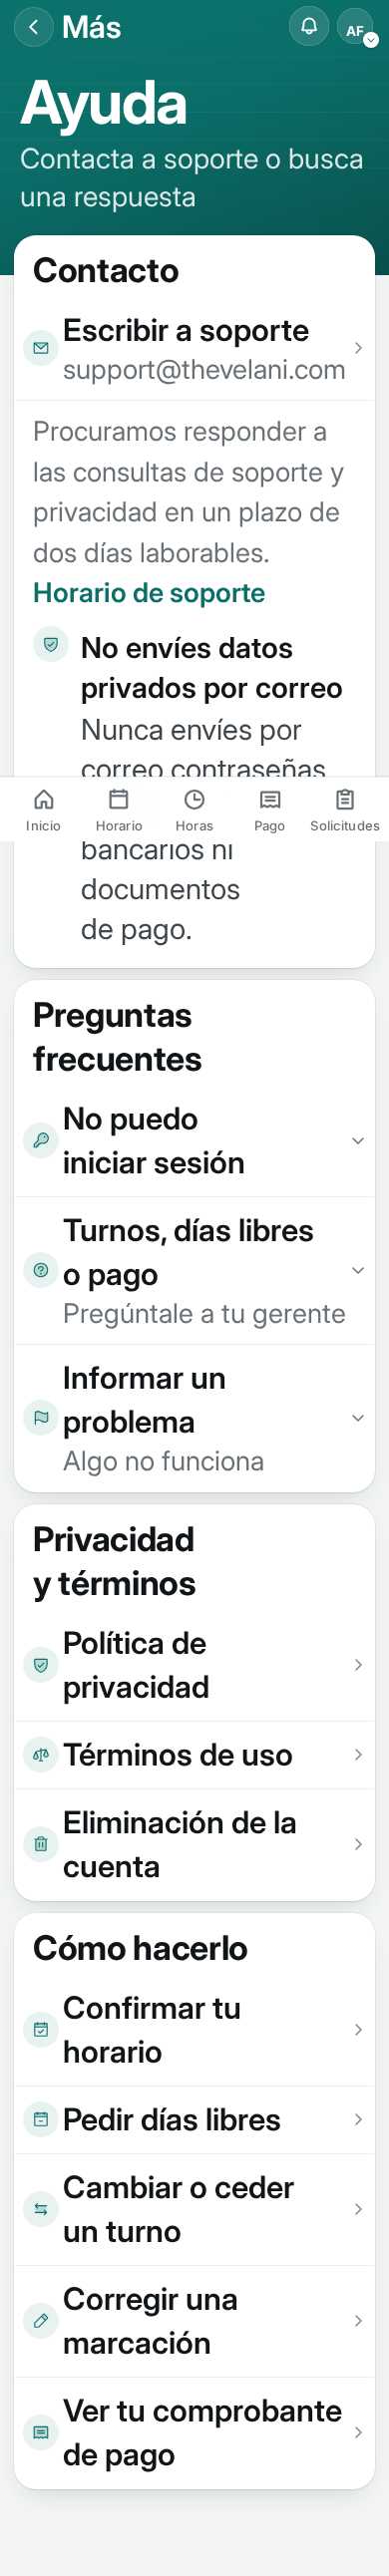 Más
AF
Ayuda
Contacta a soporte o busca
una respuesta
Contacto
Escribir a soporte
support@thevelani.com
Procuramos responder a
las consultas de soporte y
privacidad en un plazo de
dos días laborables.
Horario de soporte
No envíes datos
privados por correo
Nunca envíes por
correo contraseñas
Inicio
Horario
Horas
Pago
Solicitudes
bancarios ni
documentos
de pago.
Preguntas
frecuentes
No puedo
iniciar sesión
Turnos, días libres
o pago
Pregúntale a tu gerente
Informar un
problema
Algo no funciona
Privacidad
y términos
Política de
privacidad
Términos de uso
Eliminación de la
cuenta
Cómo hacerlo
Confirmar tu
horario
Pedir días libres
Cambiar o ceder
un turno
Corregir una
marcación
Ver tu comprobante
de pago